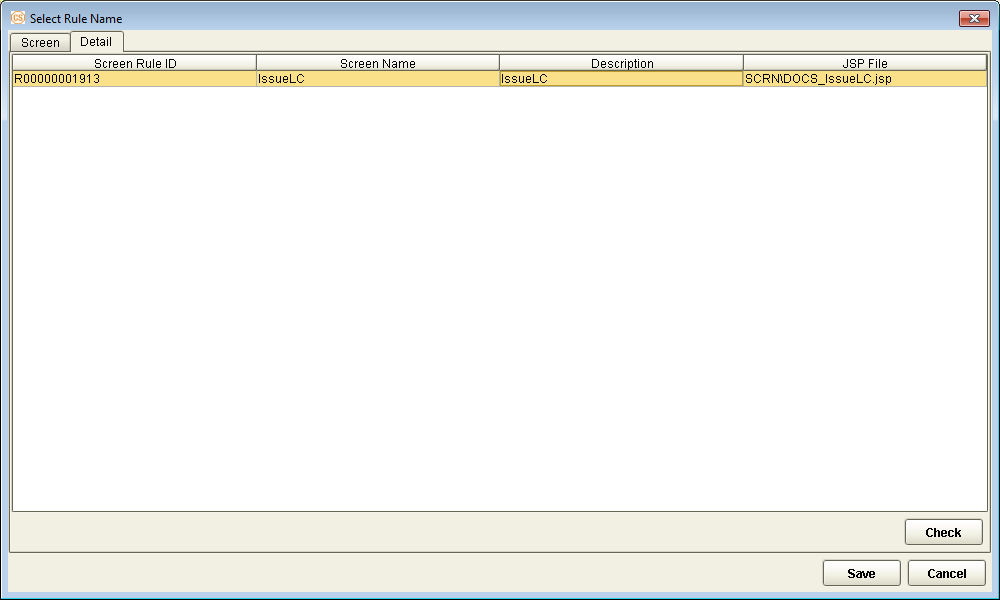 CS Select Rule Name
Screen Detail
Screen Rule ID Screen Name Description JSP File
R00000001913 IssueLC IssueLC SCRN\DOCS_IssueLC.jsp
Check
Save Cancel